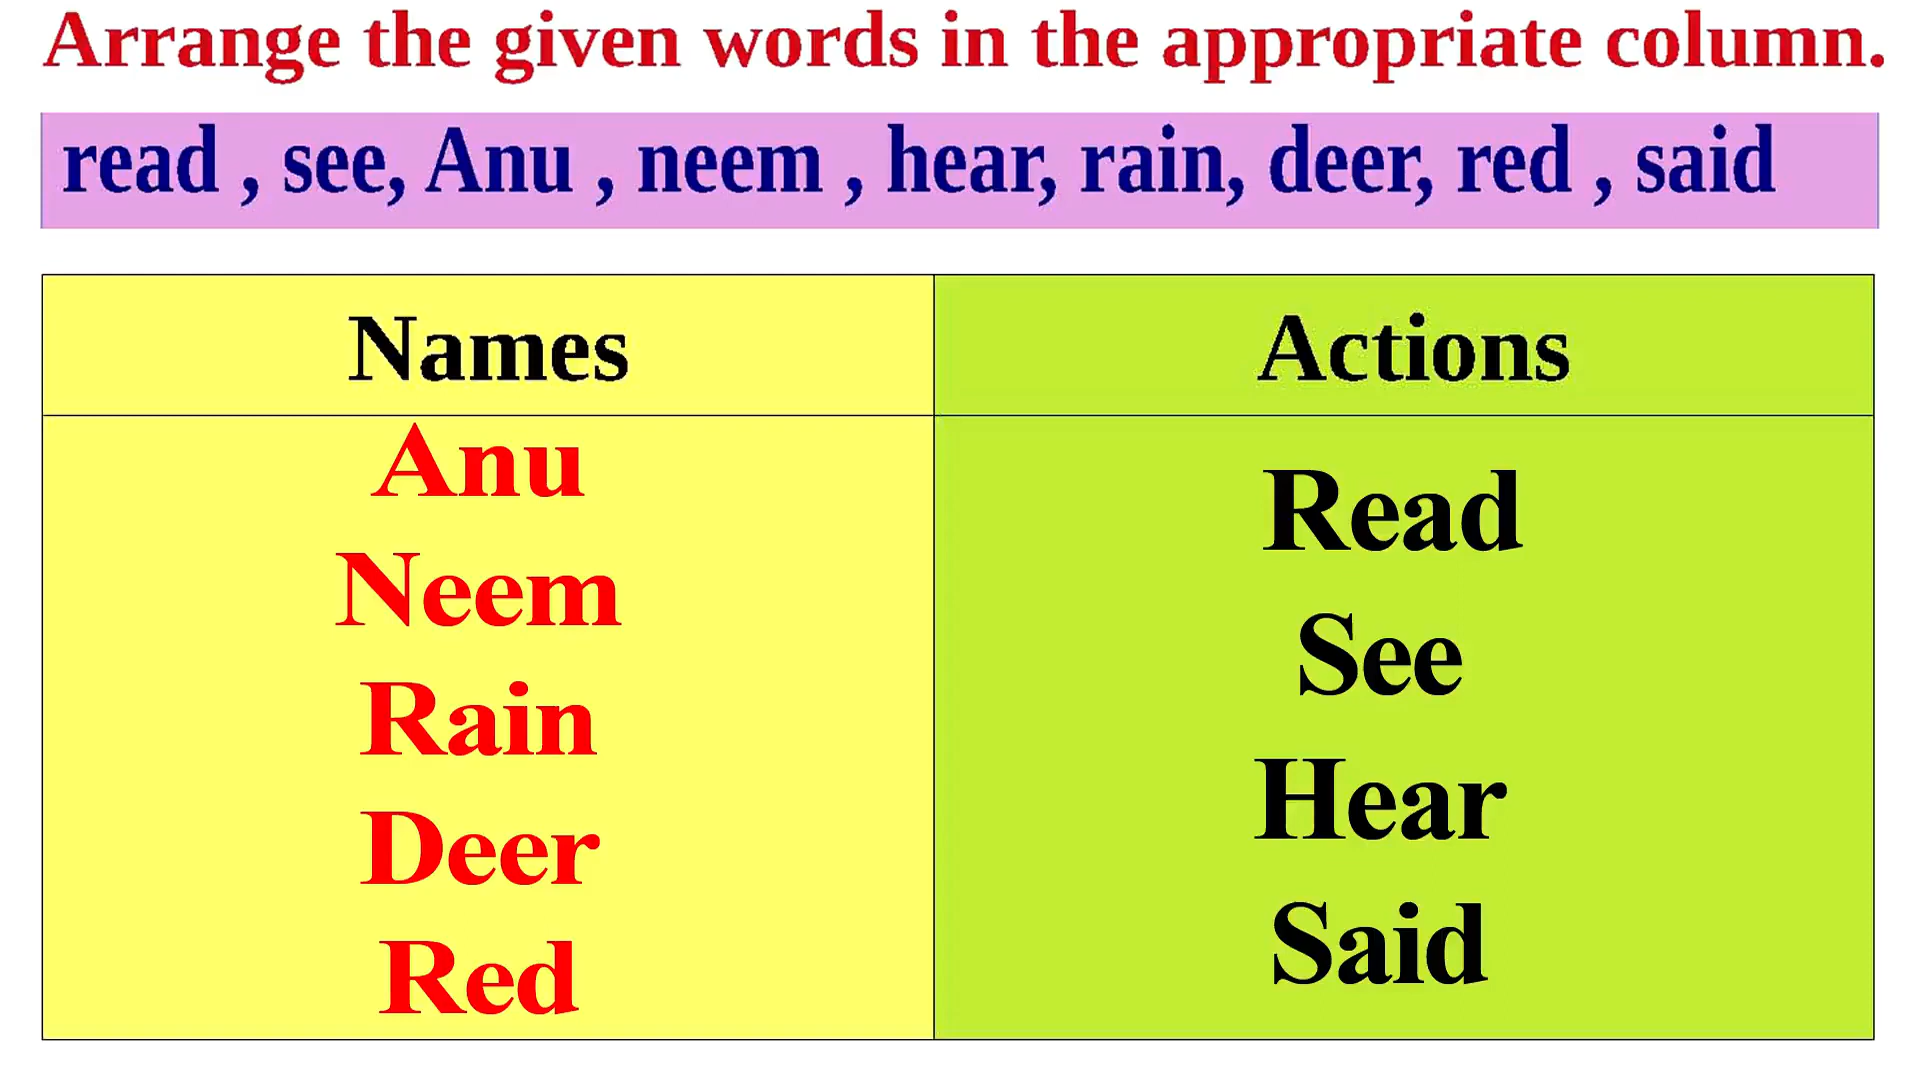 Arrange the given words in the appropriate column.
read , see, Anu , neem , hear, rain, deer, red , said
Names
Actions
Anu
Neem
Rain
Deer
Red
Read
See
Hear
Said